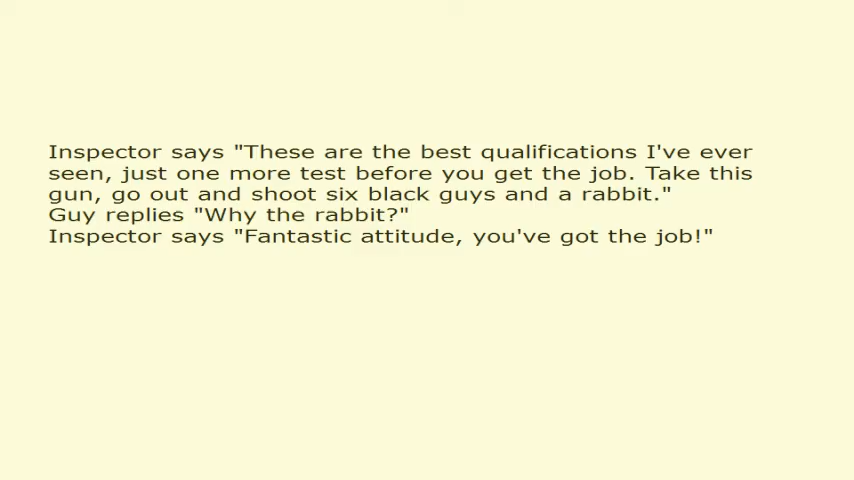 Inspector says "These are the best qualifications I've ever
seen, just one more test before you get the job. Take this
gun, go out and shoot six black guys and a rabbit."
Guy replies "Why the rabbit?"
Inspector says "Fantastic attitude, you've got the job!"